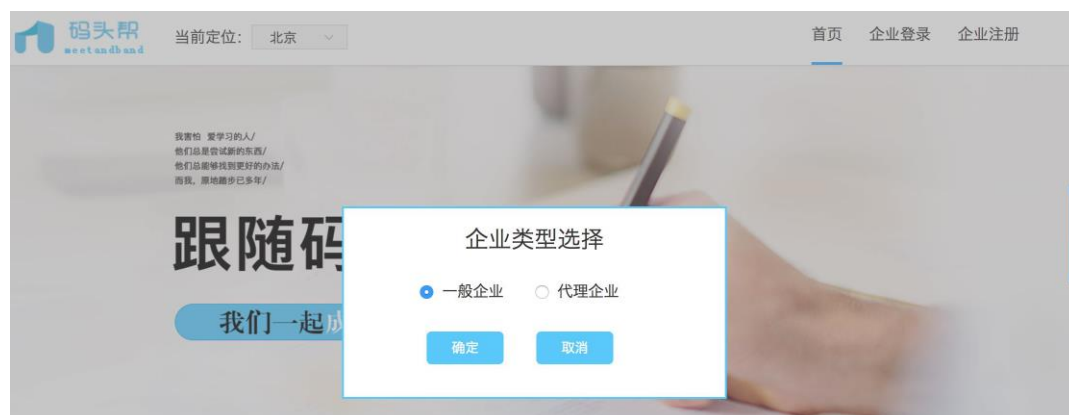 码头帮
meetandband
当前定位： 北京
首页 企业登录 企业注册
我害怕 爱学习的人/
他们总是尝试新的东西/
他们总能够找到更好的办法/
而我，原地踏步已多年/
跟随码
我们一起成
企业类型选择
一般企业 代理企业
确定 取消